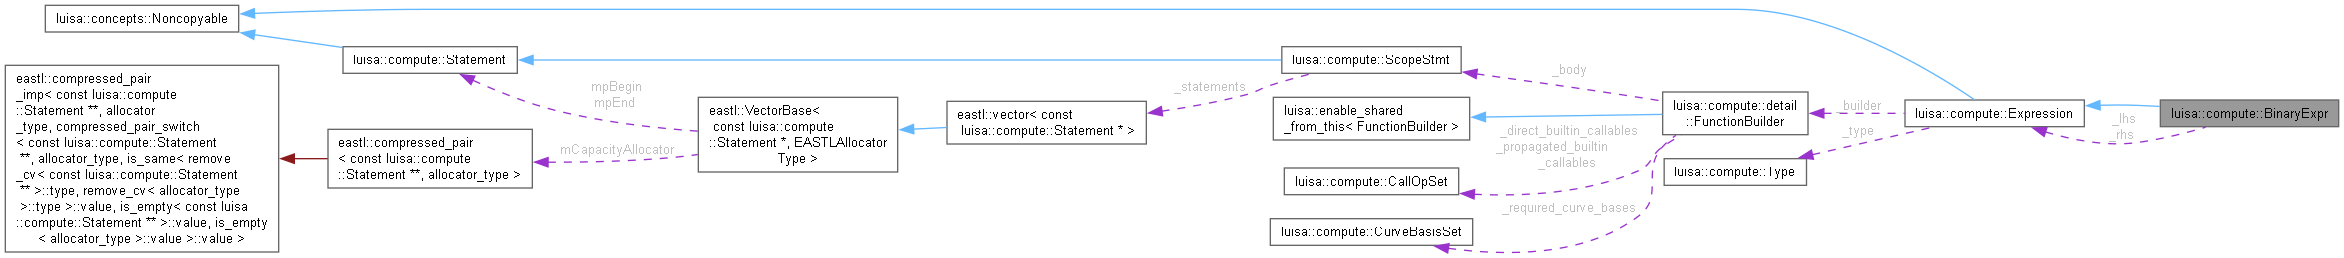 luisa::concepts::Noncopyable
luisa::compute::Statement
eastl::compressed_pair
_imp< const luisa::compute
::Statement **, allocator
_type, compressed_pair_switch
< const luisa::compute::Statement
**, allocator_type, is_same< remove
_cv< const luisa::compute::Statement
** >::type, remove_cv< allocator_type
>::type >::value, is_empty< const luisa
::compute::Statement ** >::value, is_empty
< allocator_type >::value >::value >
eastl::compressed_pair
< const luisa::compute
::Statement **, allocator_type >
mpBegin
mpEnd
mCapacityAllocator
eastl::VectorBase<
const luisa::compute
::Statement *, EASTLAllocator
Type >
eastl::vector< const
luisa::compute::Statement * >
_statements
luisa::compute::ScopeStmt
luisa::enable_shared
_from_this< FunctionBuilder >
luisa::compute::CallOpSet
luisa::compute::CurveBasisSet
_body
_direct_builtin_callables
_propagated_builtin
_callables
_required_curve_bases
luisa::compute::detail
::FunctionBuilder
luisa::compute::Type
_builder
_type
luisa::compute::Expression
_lhs
_rhs
luisa::compute::BinaryExpr